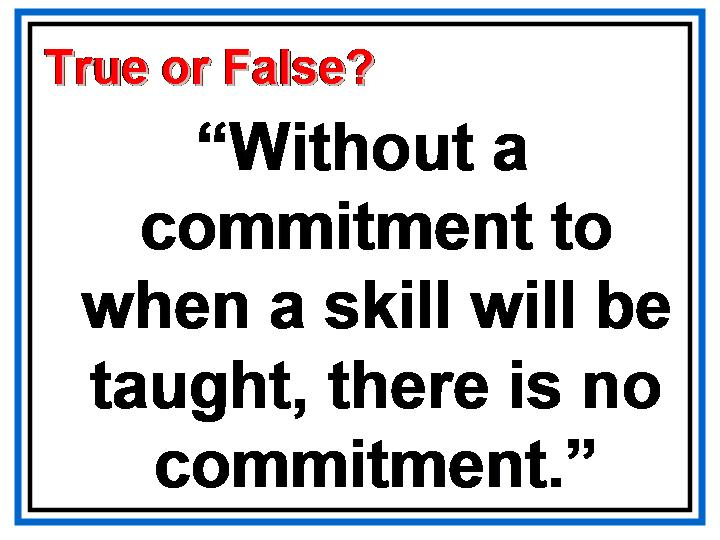 True or False?
“Without a
commitment to
when a skill will be
taught, there is no
commitment.”